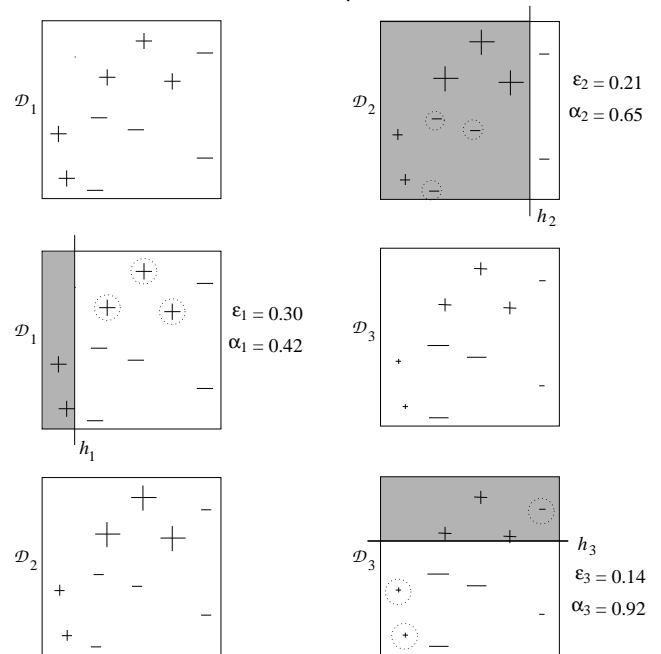 𝒟1
𝒟2
ε2 = 0.21
α2 = 0.65
h2
𝒟1
ε1 = 0.30
α1 = 0.42
h1
𝒟3
𝒟2
𝒟3
h3
ε3 = 0.14
α3 = 0.92